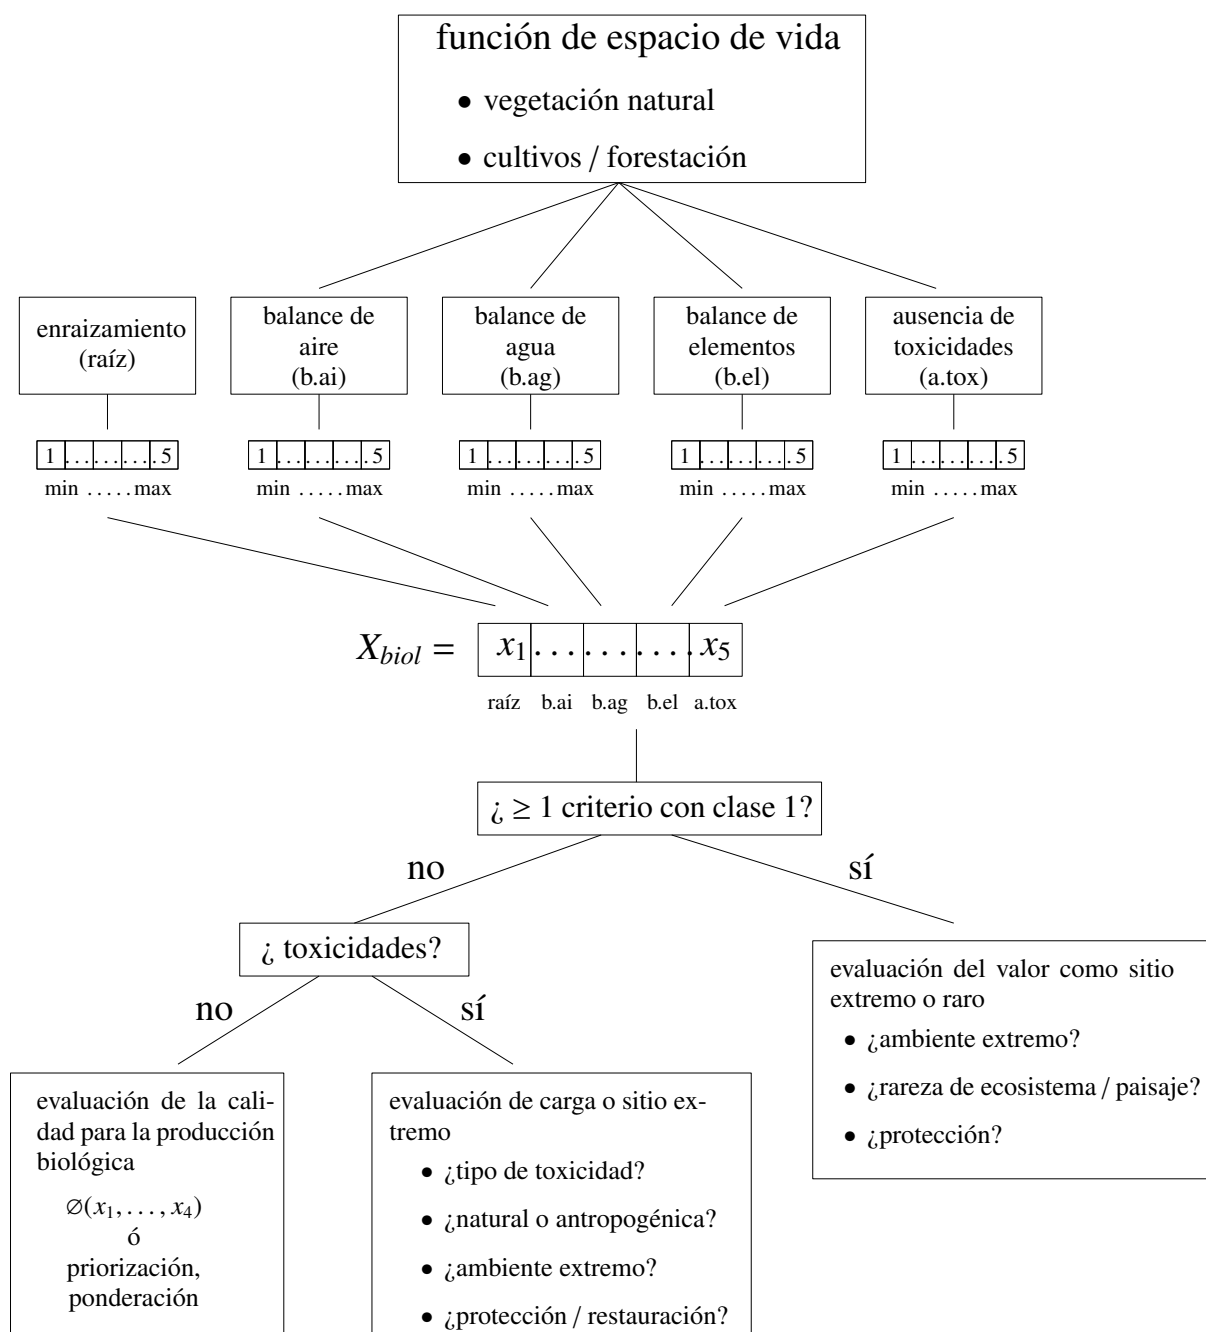 función de espacio de vida
• vegetación natural
• cultivos / forestación
enraizamiento
(raíz)
balance de
aire
(b.ai)
balance de
agua
(b.ag)
balance de
elementos
(b.el)
ausencia de
toxicidades
(a.tox)
1 . . . . . . . . . 5
min . . . . . max
1 . . . . . . . . . 5
min . . . . . max
1 . . . . . . . . . 5
min . . . . . max
1 . . . . . . . . . 5
min . . . . . max
1 . . . . . . . . . 5
min . . . . . max
X_biol = x₁ . . . . . . . . . x₅
raíz b.ai b.ag b.el a.tox
¿ ≥ 1 criterio con clase 1?
no
sí
¿ toxicidades?
no
sí
evaluación del valor como sitio
extremo o raro
• ¿ambiente extremo?
• ¿rareza de ecosistema / paisaje?
• ¿protección?
evaluación de la cali-
dad para la producción
biológica
∅(x₁, . . . , x₄)
ó
priorización,
ponderación
evaluación de carga o sitio ex-
tremo
• ¿tipo de toxicidad?
• ¿natural o antropogénica?
• ¿ambiente extremo?
• ¿protección / restauración?